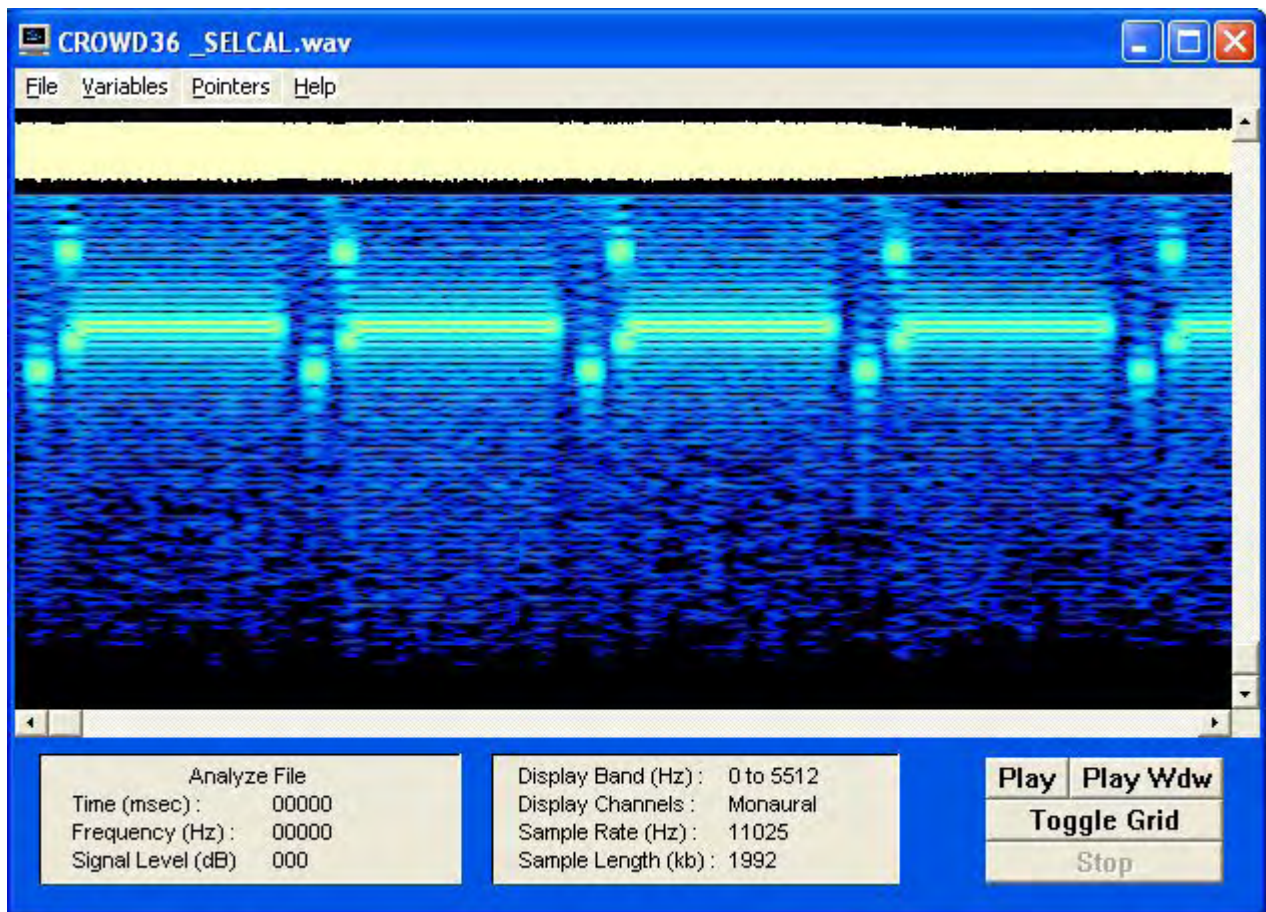 CROWD36 _SELCAL.wav
File Variables Pointers Help
Analyze File
Time (msec) : 00000
Frequency (Hz) : 00000
Signal Level (dB) 000
Display Band (Hz) : 0 to 5512
Display Channels : Monaural
Sample Rate (Hz) : 11025
Sample Length (kb) : 1992
Play Play Wdw
Toggle Grid
Stop